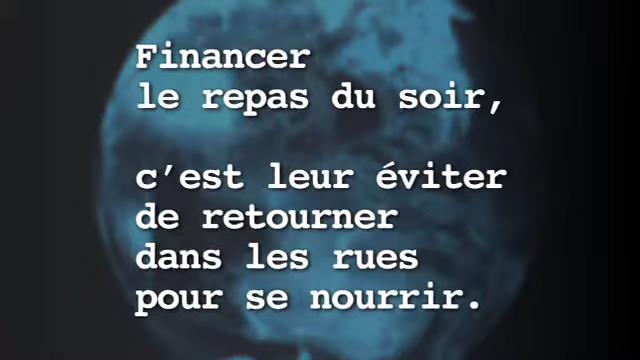 Financer
le repas du soir,
c’est leur éviter
de retourner
dans les rues
pour se nourrir.